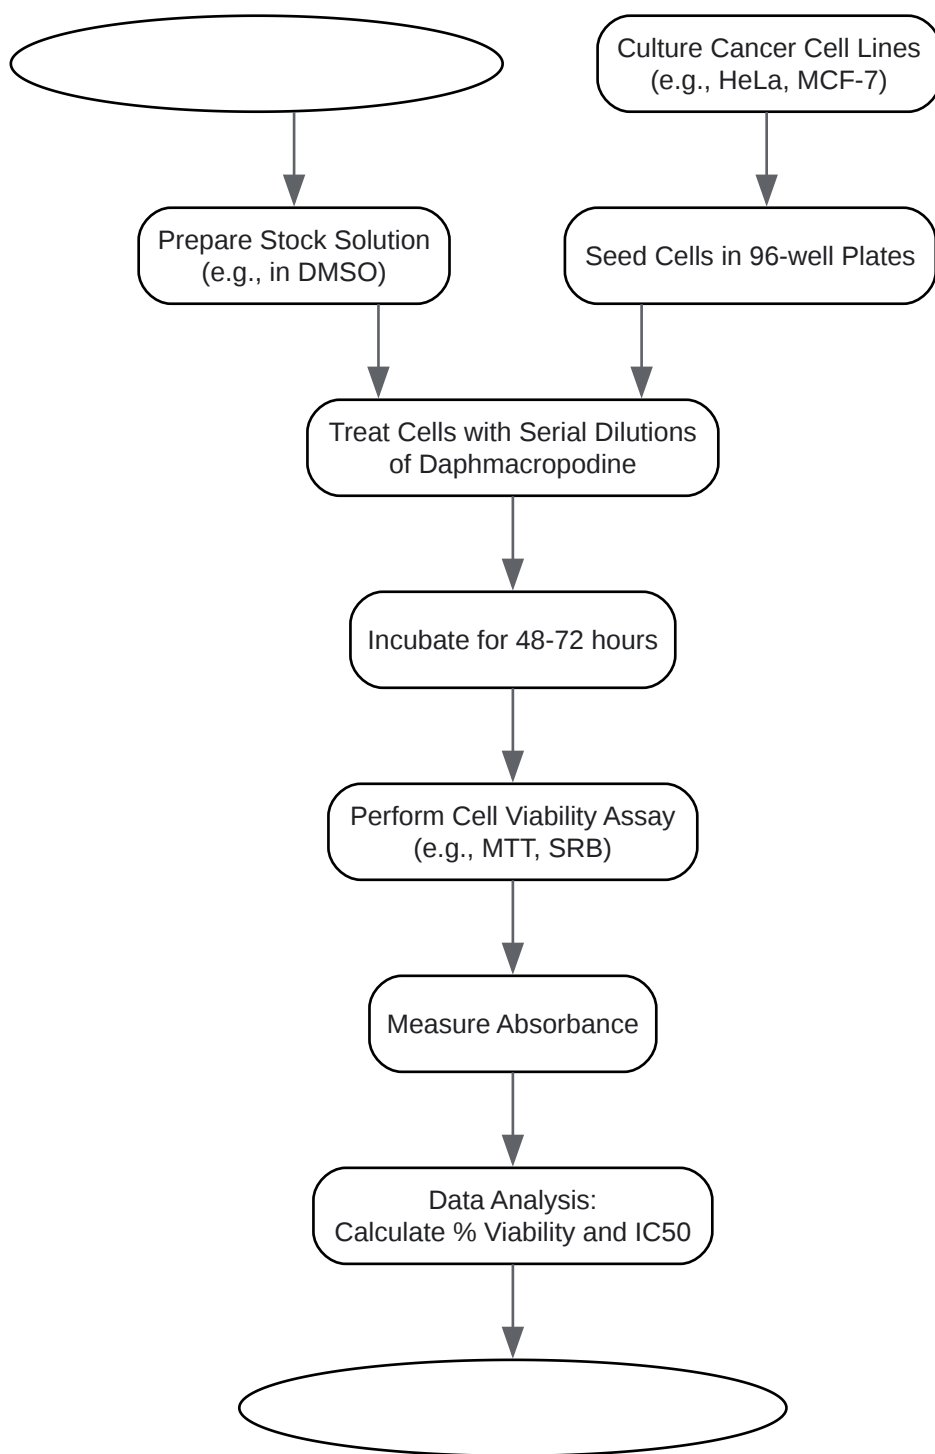 Culture Cancer Cell Lines
(e.g., HeLa, MCF-7)
Prepare Stock Solution
(e.g., in DMSO)
Seed Cells in 96-well Plates
Treat Cells with Serial Dilutions
of Daphmacropodine
Incubate for 48-72 hours
Perform Cell Viability Assay
(e.g., MTT, SRB)
Measure Absorbance
Data Analysis:
Calculate % Viability and IC50